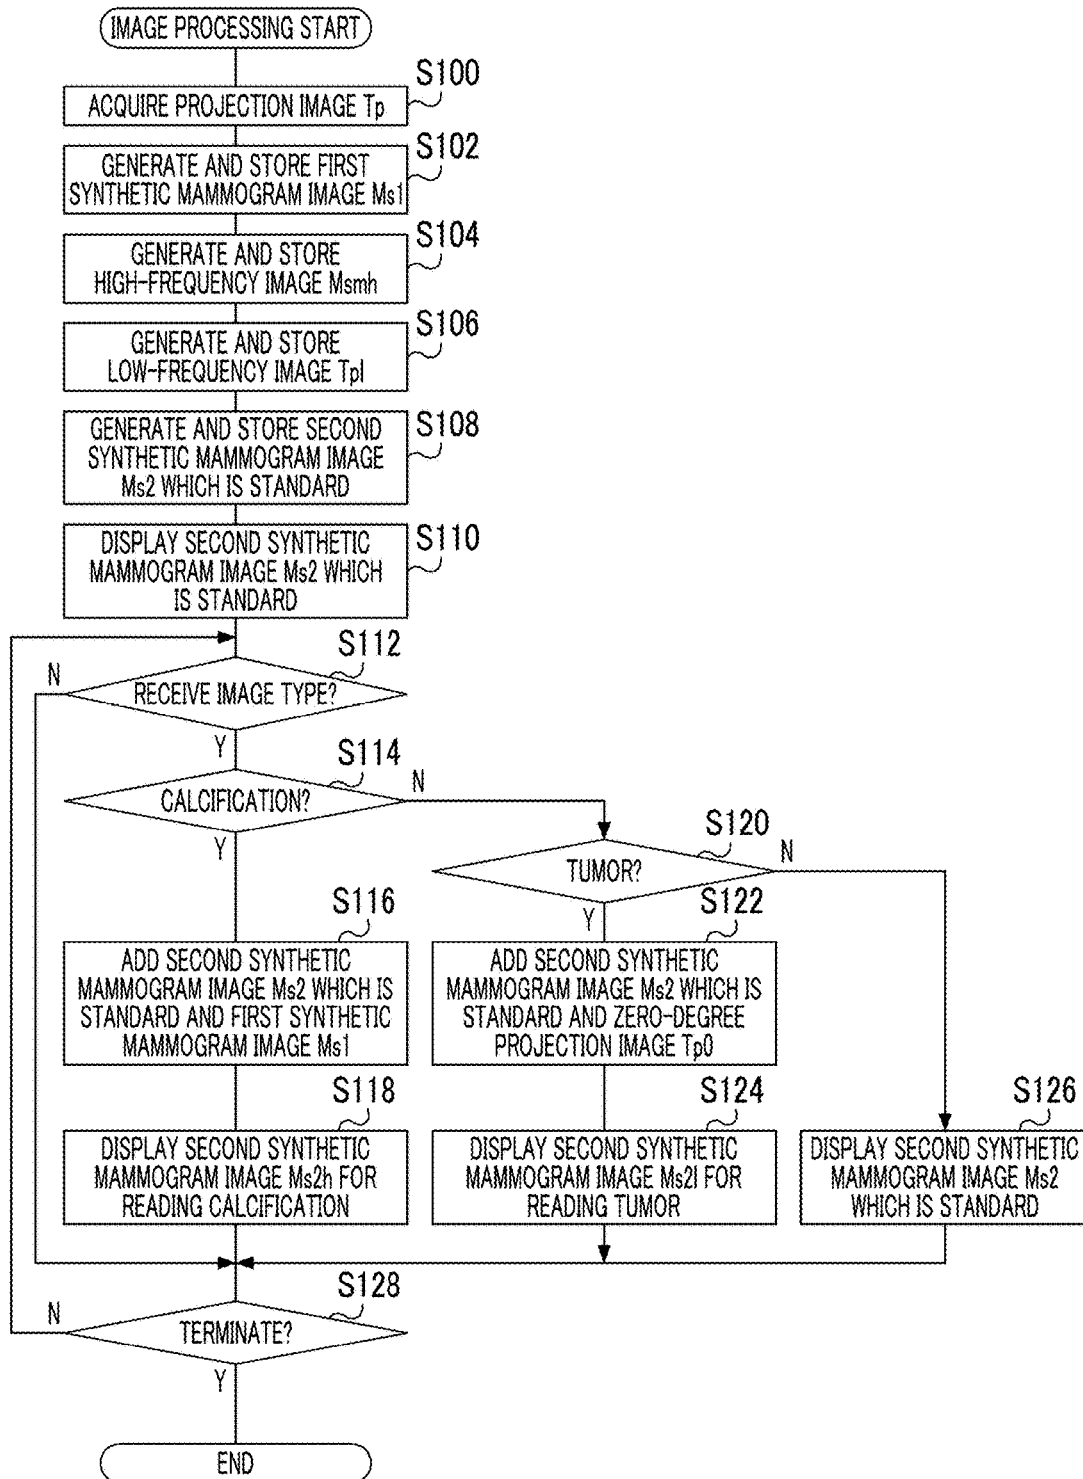 IMAGE PROCESSING START
S100
ACQUIRE PROJECTION IMAGE Tp
S102
GENERATE AND STORE FIRST
SYNTHETIC MAMMOGRAM IMAGE Ms1
S104
GENERATE AND STORE
HIGH-FREQUENCY IMAGE Msmh
S106
GENERATE AND STORE
LOW-FREQUENCY IMAGE Tpl
S108
GENERATE AND STORE SECOND
SYNTHETIC MAMMOGRAM IMAGE
Ms2 WHICH IS STANDARD
S110
DISPLAY SECOND SYNTHETIC
MAMMOGRAM IMAGE Ms2 WHICH
IS STANDARD
S112
N
RECEIVE IMAGE TYPE?
Y
S114
N
CALCIFICATION?
Y
S120
N
TUMOR?
Y
S116
ADD SECOND SYNTHETIC
MAMMOGRAM IMAGE Ms2 WHICH IS
STANDARD AND FIRST SYNTHETIC
MAMMOGRAM IMAGE Ms1
S122
ADD SECOND SYNTHETIC
MAMMOGRAM IMAGE Ms2 WHICH IS
STANDARD AND ZERO-DEGREE
PROJECTION IMAGE Tp0
S118
DISPLAY SECOND SYNTHETIC
MAMMOGRAM IMAGE Ms2h FOR
READING CALCIFICATION
S124
DISPLAY SECOND SYNTHETIC
MAMMOGRAM IMAGE Ms2l FOR
READING TUMOR
S126
DISPLAY SECOND SYNTHETIC
MAMMOGRAM IMAGE Ms2
WHICH IS STANDARD
S128
N
TERMINATE?
Y
END